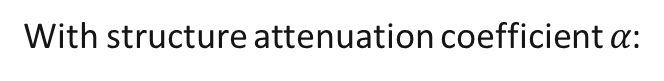 With structure attenuation coefficient 𝛼: